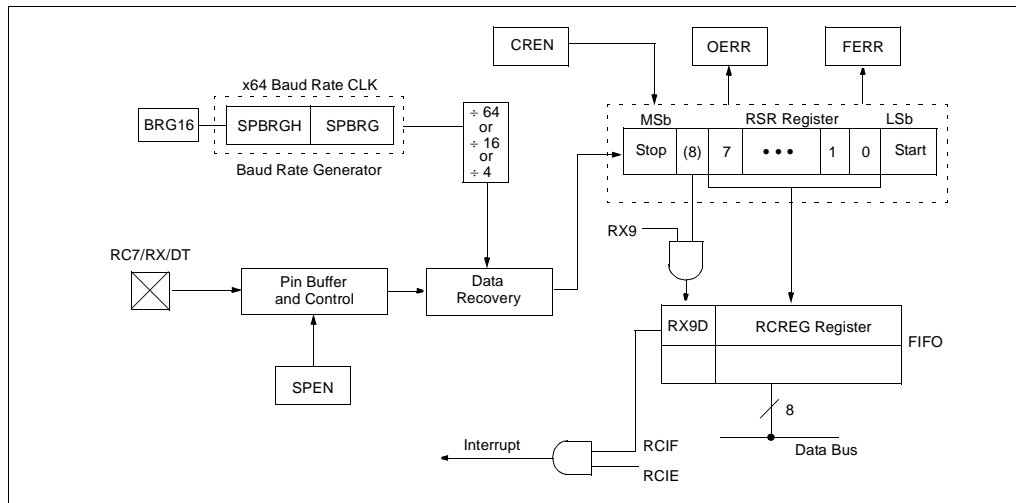 CREN
OERR
FERR
x64 Baud Rate CLK
BRG16
SPBRGH
SPBRG
Baud Rate Generator
÷ 64
or
÷ 16
or
÷ 4
MSb
RSR Register
LSb
Stop
(8)
7
• • •
1
0
Start
RX9
RC7/RX/DT
Pin Buffer
and Control
Data
Recovery
SPEN
RX9D
RCREG Register
FIFO
8
Data Bus
Interrupt
RCIF
RCIE